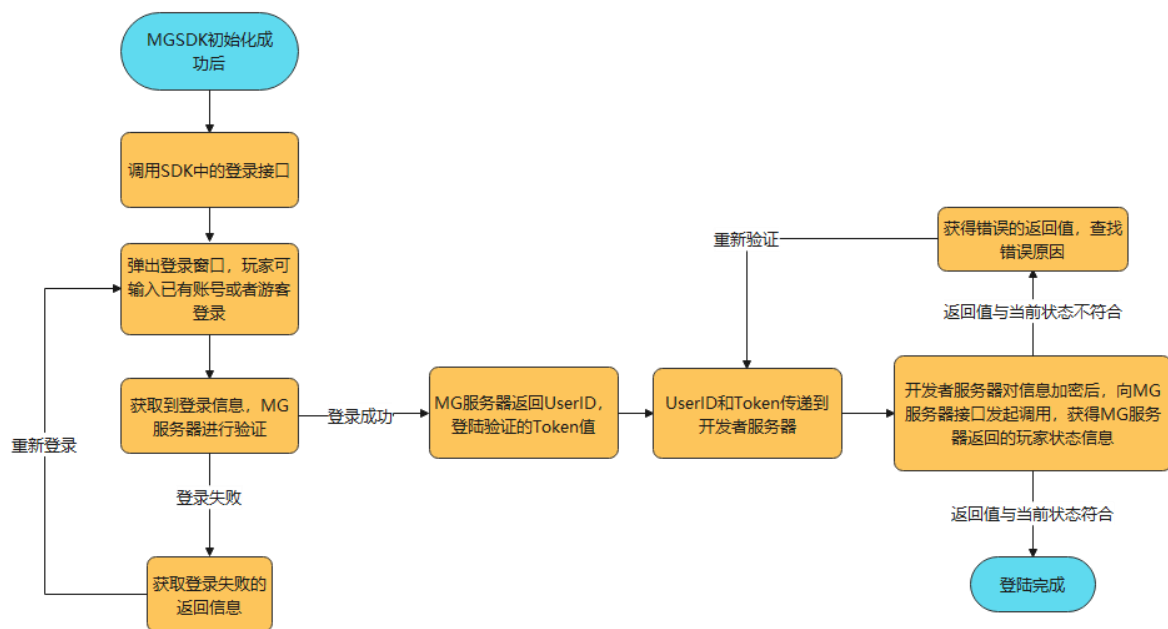 MGSDK初始化成
功后
调用SDK中的登录接口
弹出登录窗口，玩家可
输入已有账号或者游客
登录
获取到登录信息，MG
服务器进行验证
重新登录
登录失败
获取登录失败的
返回信息
登录成功
MG服务器返回UserID，
登陆验证的Token值
UserID和Token传递到
开发者服务器
重新验证
获得错误的返回值，查找
错误原因
返回值与当前状态不符合
开发者服务器对信息加密后，向MG
服务器接口发起调用，获得MG服务
器返回的玩家状态信息
返回值与当前状态符合
登陆完成